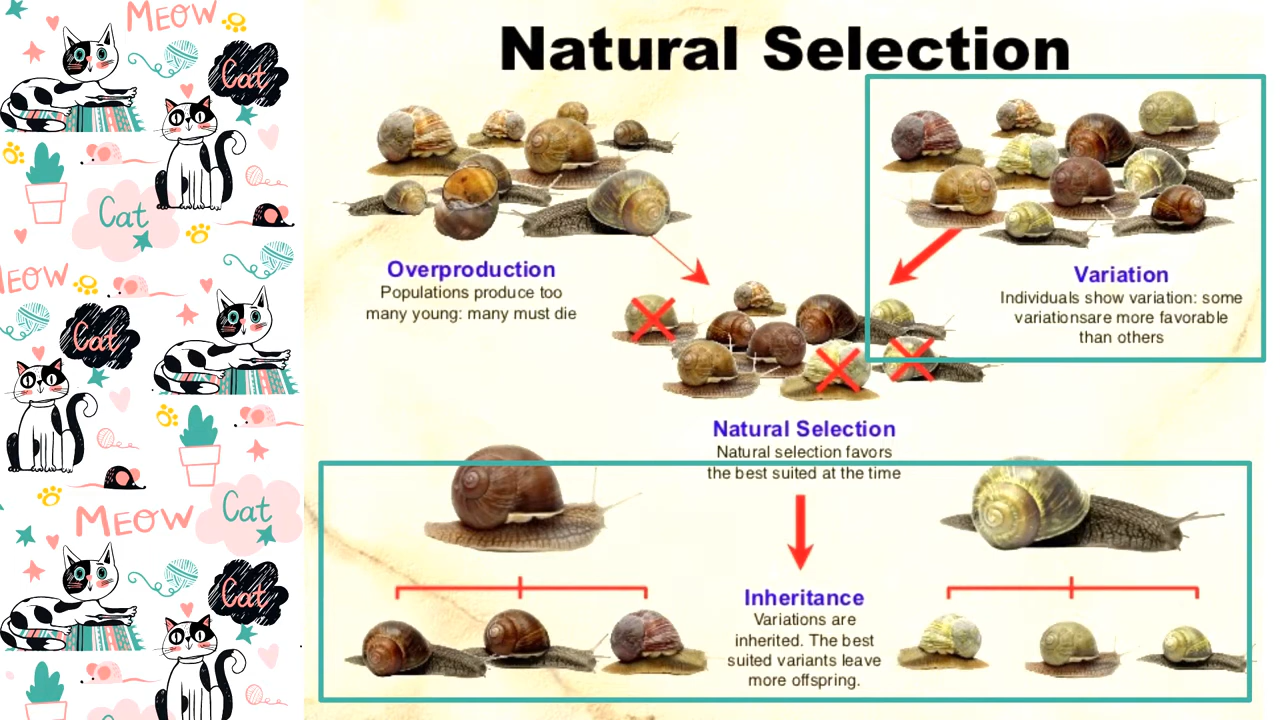 MEOW
Cat
Cat
MEOW
Cat
Cat
MEOW
Cat
Natural Selection
Overproduction
Populations produce too
many young: many must die
Variation
Individuals show variation: some
variationsare more favorable
than others
Natural Selection
Natural selection favors
the best suited at the time
Inheritance
Variations are
inherited. The best
suited variants leave
more offspring.